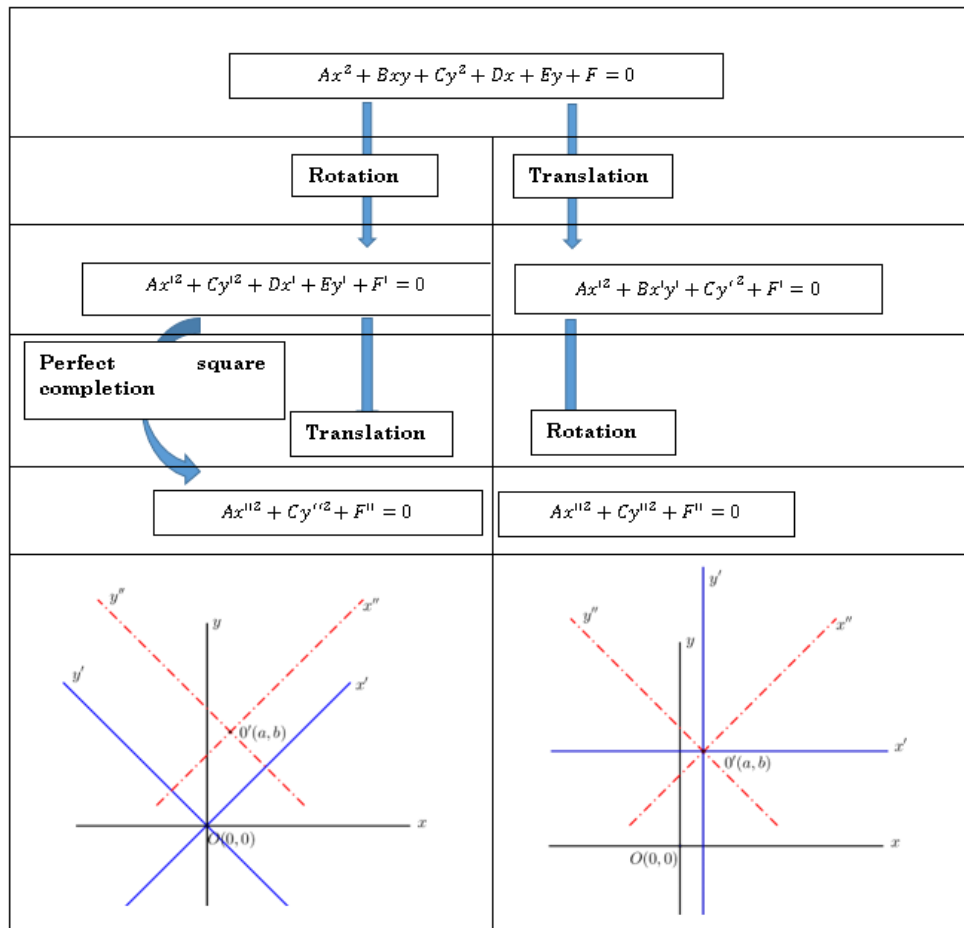 Ax² + Bxy + Cy² + Dx + Ey + F = 0
Rotation
Translation
Ax'² + Cy'² + Dx' + Ey' + F' = 0
Ax'² + Bx'y' + Cy'² + F' = 0
Perfect square
completion
Translation
Rotation
Ax''² + Cy''² + F'' = 0
Ax''² + Cy''² + F'' = 0
y''
x''
y
y'
x'
0'(a, b)
x
O(0, 0)
y'
y''
x''
y
x'
0'(a, b)
x
O(0, 0)